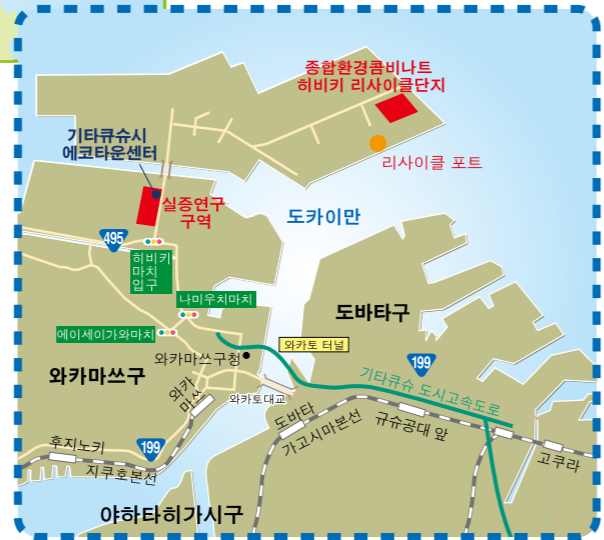 종합환경콤비나트
히비키 리사이클단지
기타큐슈시
에코타운센터
리사이클 포트
실증연구
구역
도카이만
495
히비키
마치
입구
나미우치마치
도바타구
에이세이가와마치
와카토 터널
와카마쓰구청
199
와카마쓰구
기타큐슈 도시고속도로
와카
마쓰
와카토대교
도바타
가고시마본선
규슈공대 앞
후지노키
199
고쿠라
지쿠호본선
야하타히가시구